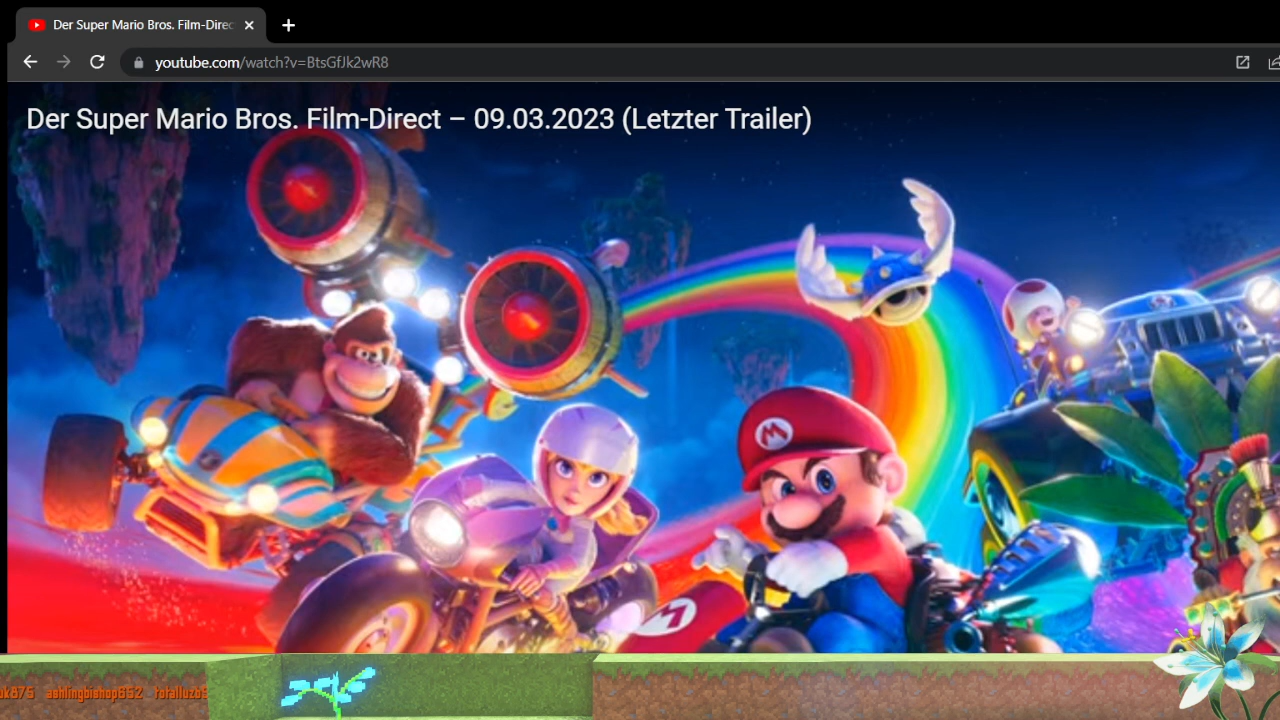 Der Super Mario Bros. Film-Direc
youtube.com/watch?v=BtsGfJk2wR8
Der Super Mario Bros. Film-Direct – 09.03.2023 (Letzter Trailer)
M
M
ashlingbishop652